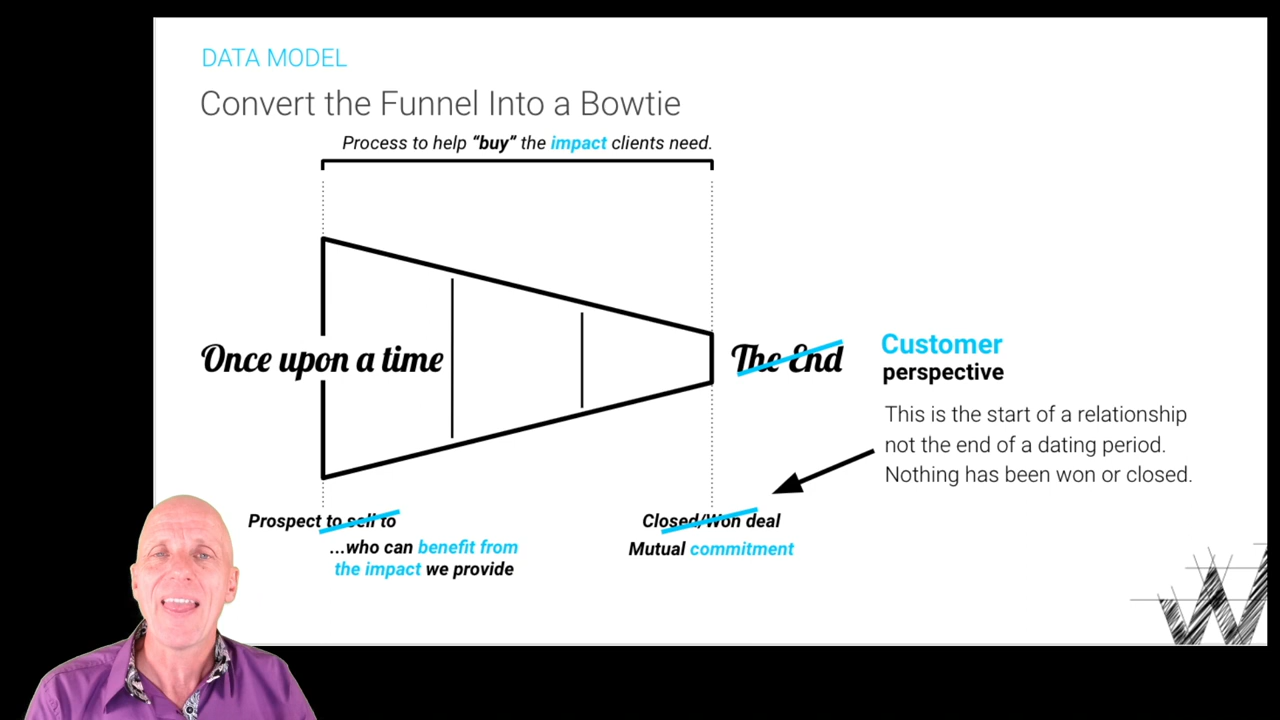 DATA MODEL
Convert the Funnel Into a Bowtie
Process to help “buy” the impact clients need.
Once upon a time
The End
Customer
perspective
This is the start of a relationship
not the end of a dating period.
Nothing has been won or closed.
Prospect to sell to
...who can benefit from
the impact we provide
Closed/Won deal
Mutual commitment
W